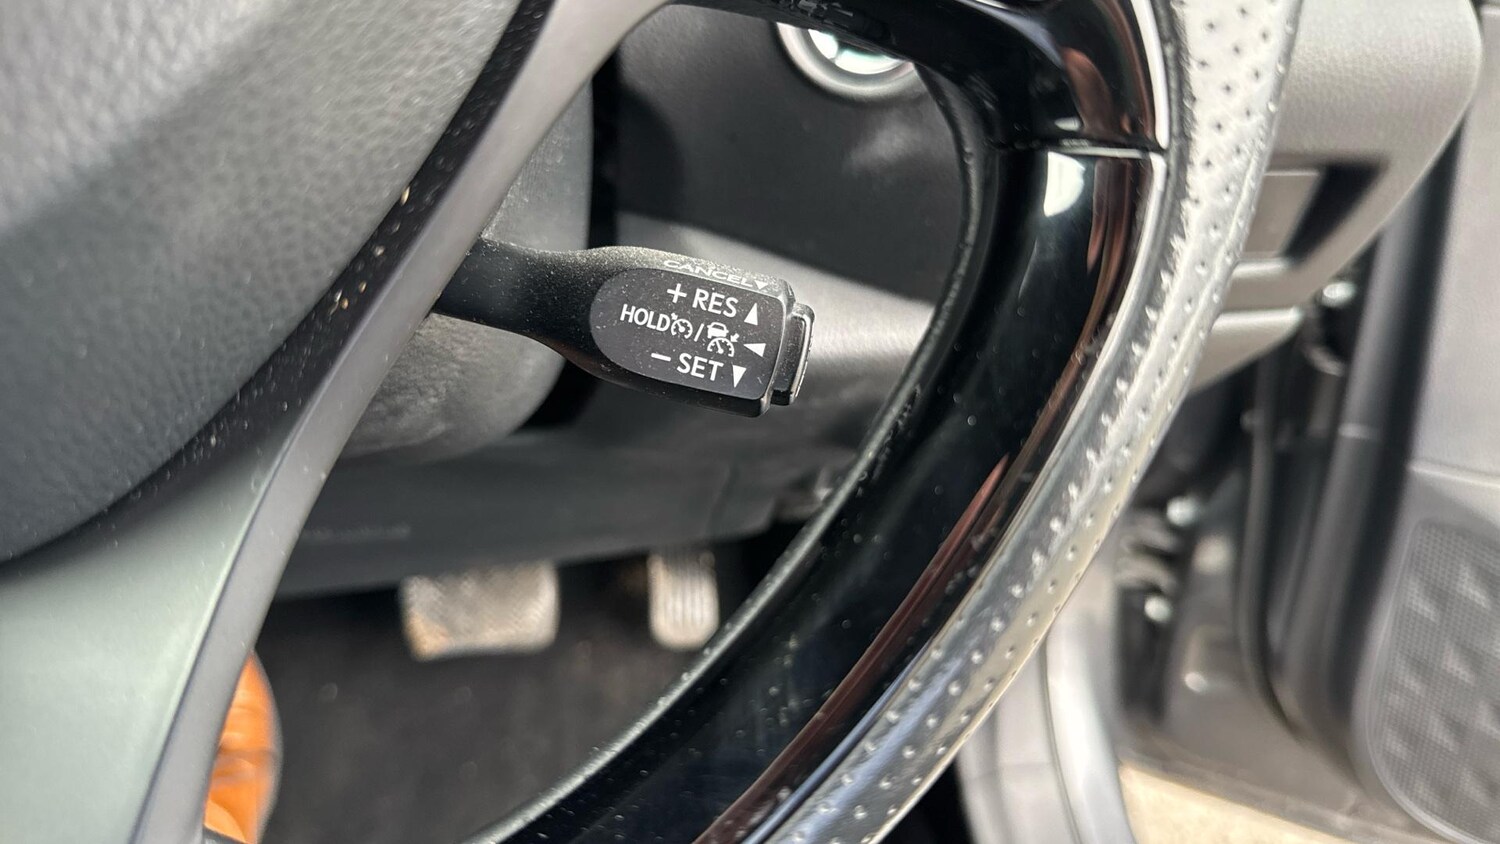 CANCEL▼
+ RES ▲
HOLD / ◄
− SET ▼